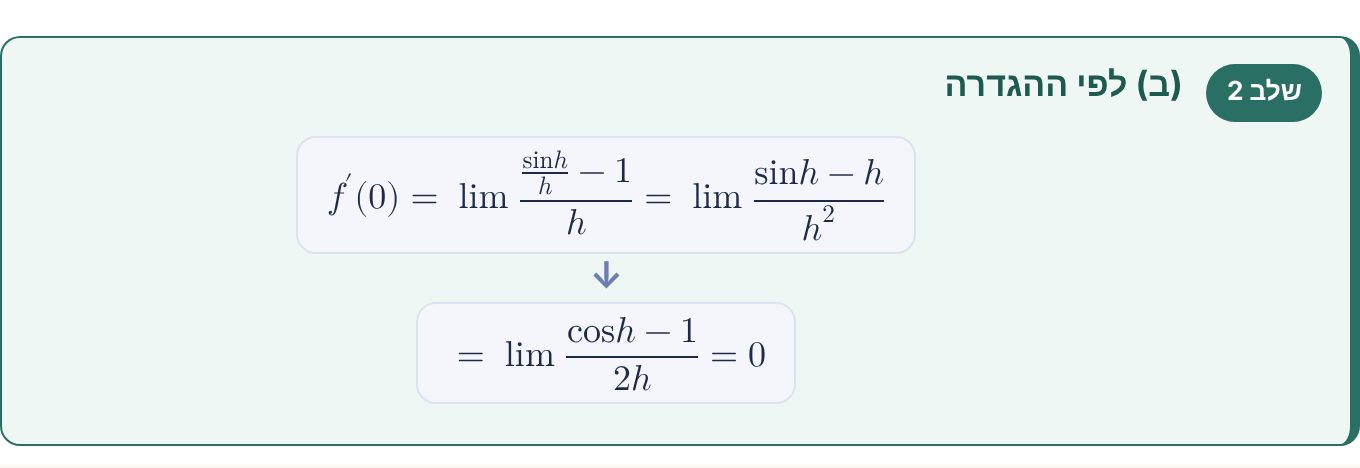 שלב 2 (ב) לפי ההגדרה
f′(0) = lim (sinh/h − 1)/h = lim (sinh − h)/h²
↓
= lim (cosh − 1)/2h = 0